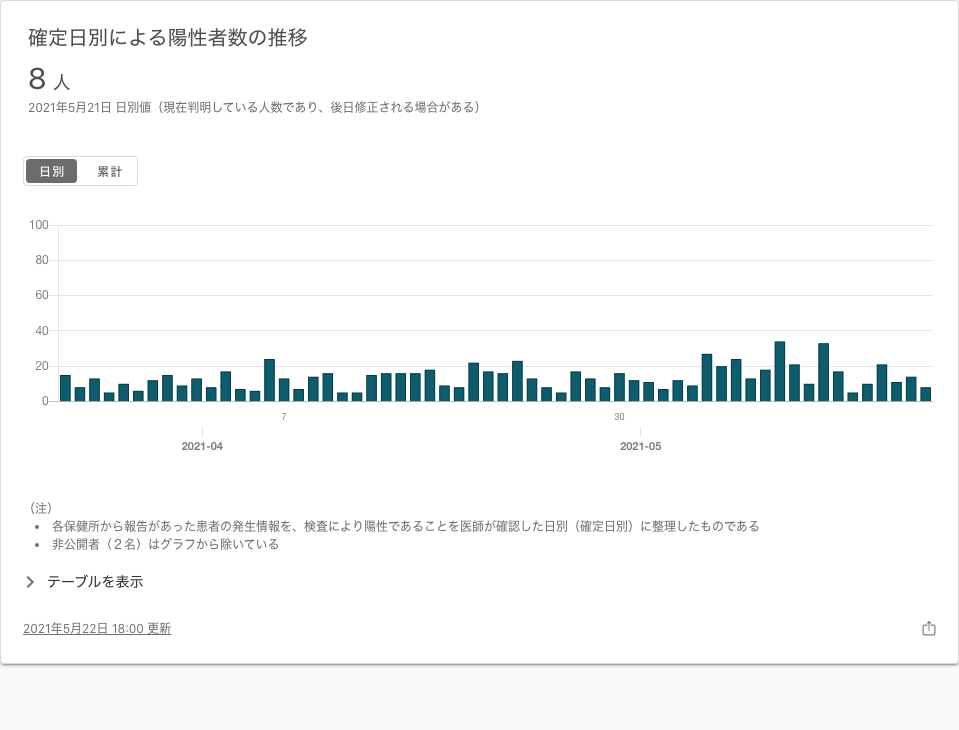 確定日別による陽性者数の推移
8 人
2021年5月21日 日別値（現在判明している人数であり、後日修正される場合がある）
日別 累計
100
80
60
40
20
0
7 30
2021-04 2021-05
（注）
• 各保健所から報告があった患者の発生情報を、検査により陽性であることを医師が確認した日別（確定日別）に整理したものである
• 非公開者（２名）はグラフから除いている
テーブルを表示
2021年5月22日 18:00 更新